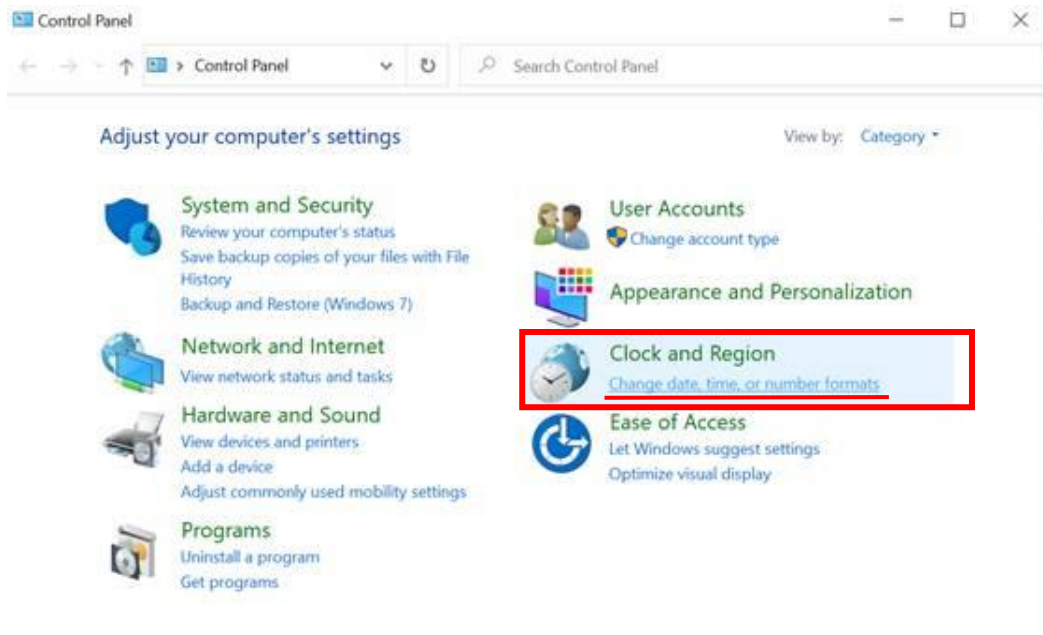 Control Panel
Control Panel
Search Control Panel
Adjust your computer's settings
View by: Category
System and Security
Review your computer's status
Save backup copies of your files with File
History
Backup and Restore (Windows 7)
Network and Internet
View network status and tasks
Hardware and Sound
View devices and printers
Add a device
Adjust commonly used mobility settings
Programs
Uninstall a program
Get programs
User Accounts
Change account type
Appearance and Personalization
Clock and Region
Change date, time, or number formats
Ease of Access
Let Windows suggest settings
Optimize visual display